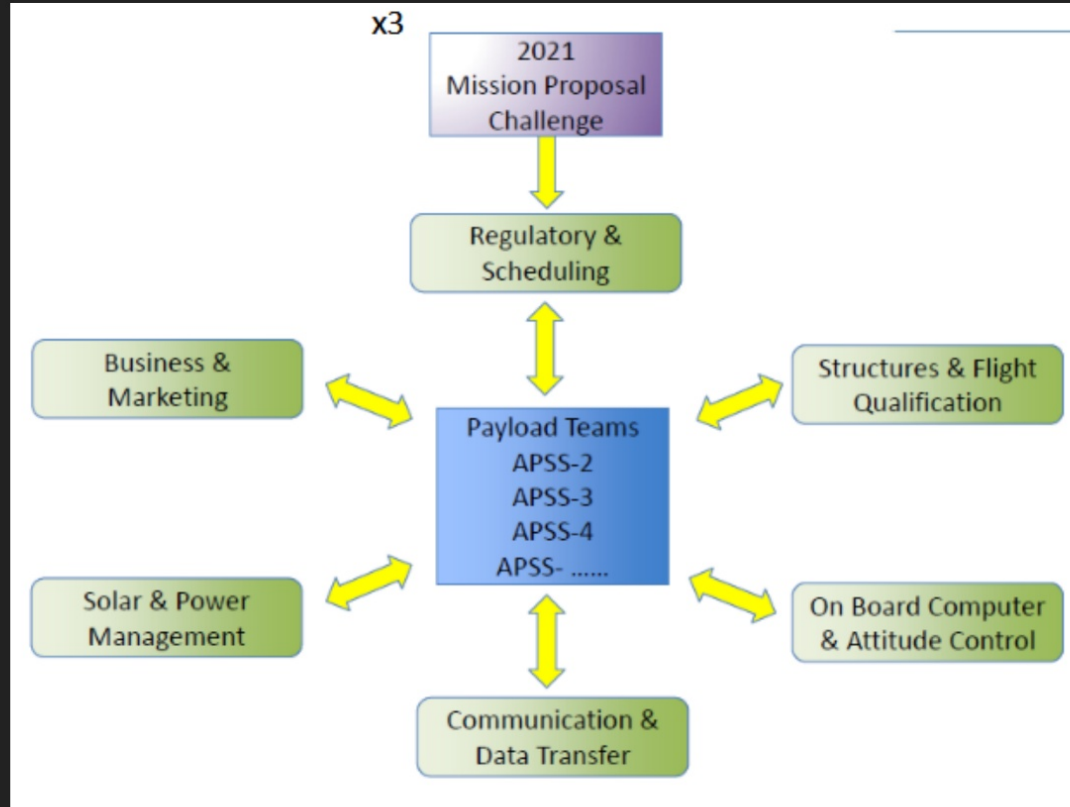 x3
2021
Mission Proposal
Challenge
Regulatory &
Scheduling
Business &
Marketing
Structures & Flight
Qualification
Payload Teams
APSS-2
APSS-3
APSS-4
APSS- ......
Solar & Power
Management
On Board Computer
& Attitude Control
Communication &
Data Transfer